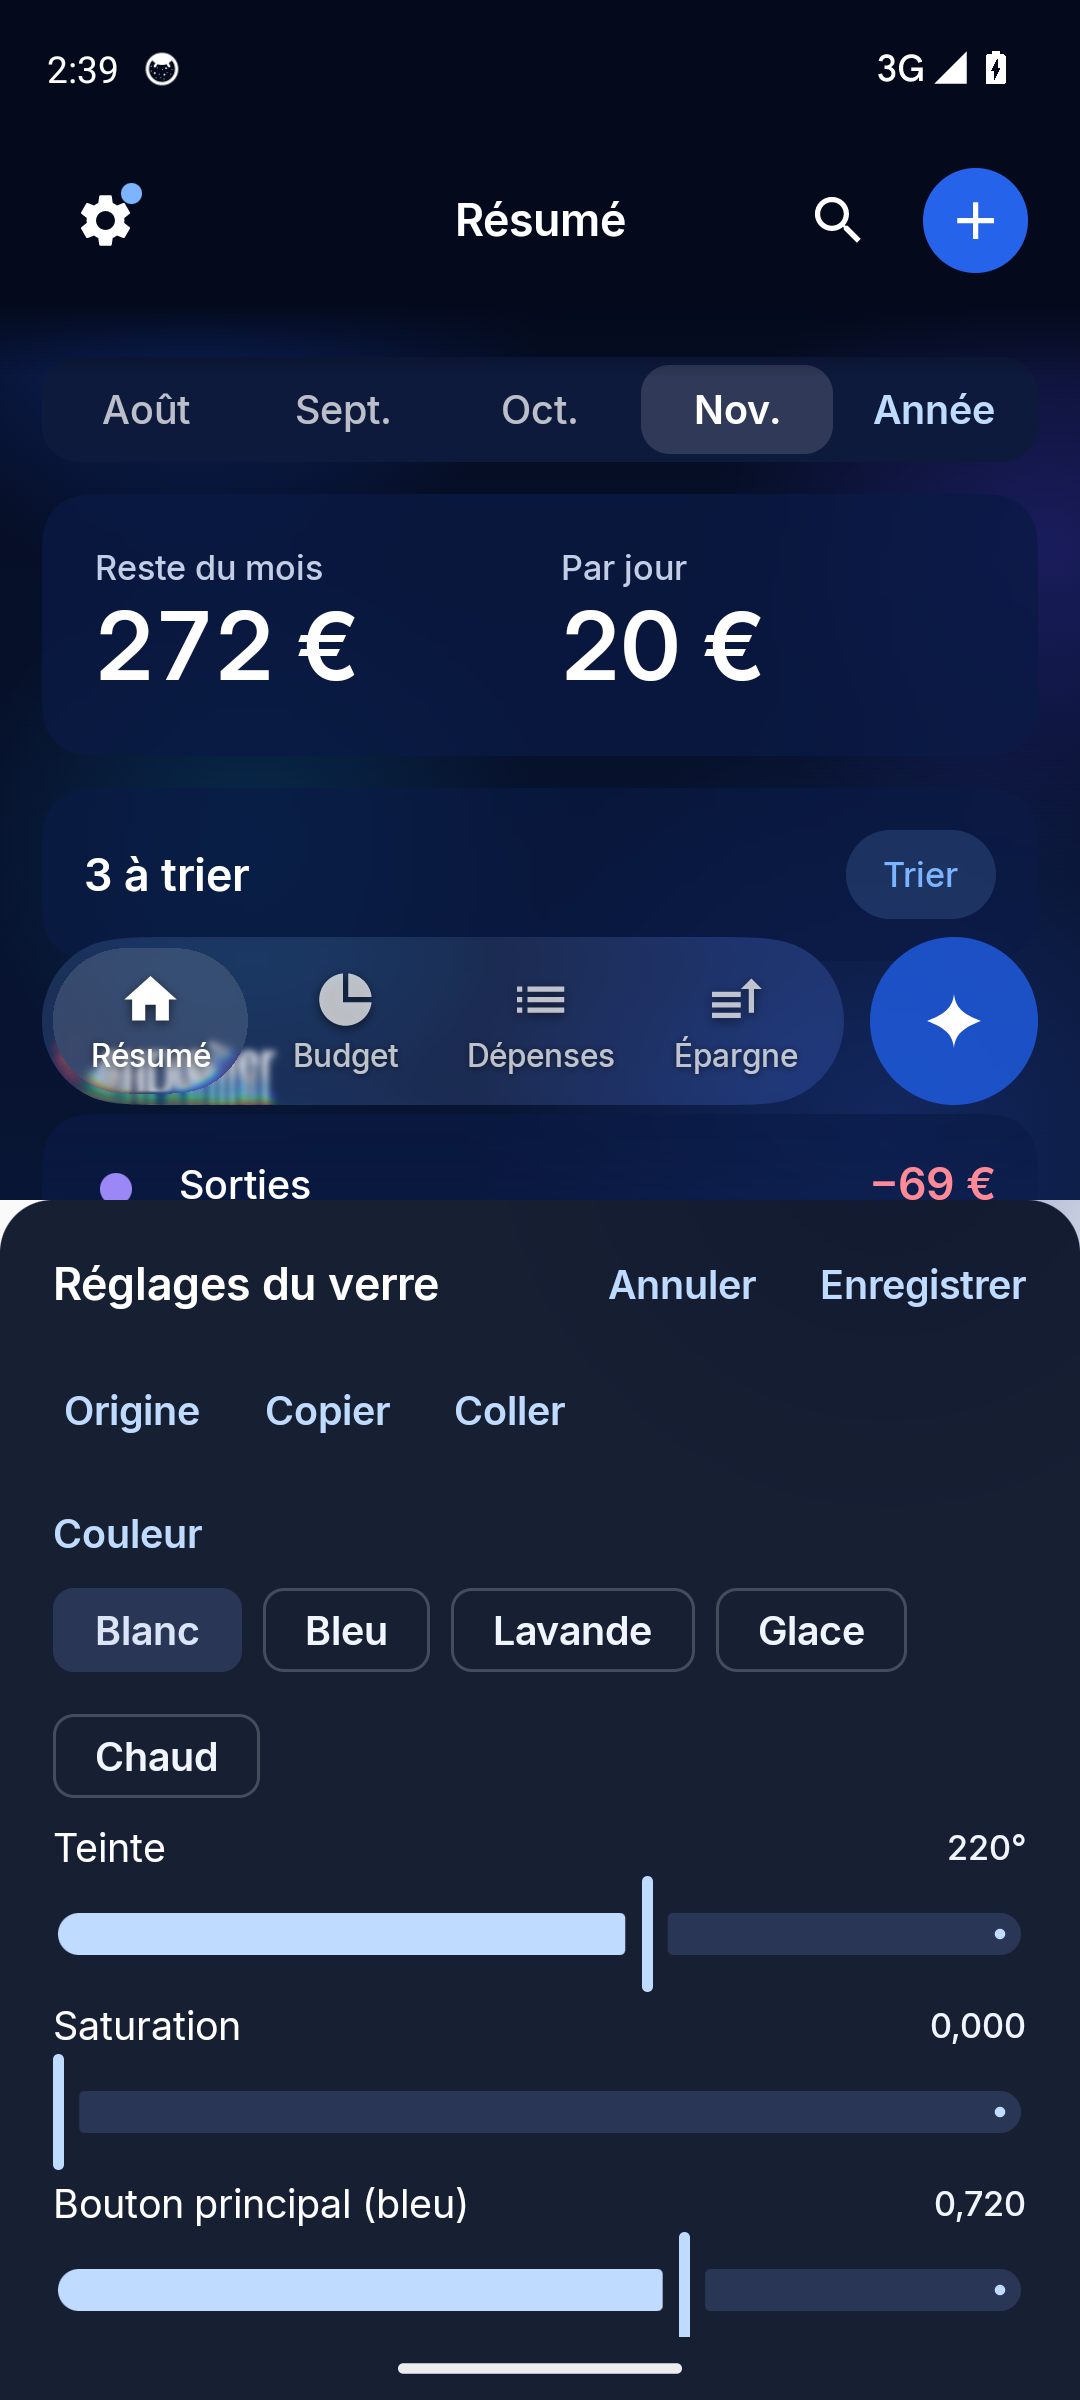 2:39 3G
Résumé
Août Sept. Oct. Nov. Année
Reste du mois Par jour
272 € 20 €
3 à trier Trier
Résumé Budget Dépenses Épargne
Sorties −69 €
Réglages du verre Annuler Enregistrer
Origine Copier Coller
Couleur
Blanc Bleu Lavande Glace
Chaud
Teinte 220°
Saturation 0,000
Bouton principal (bleu) 0,720